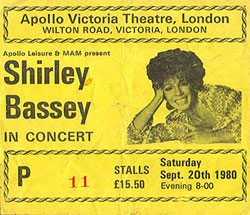 Apollo Victoria Theatre, London
WILTON ROAD, VICTORIA, LONDON
Apollo Leisure & MAM present
Shirley
Bassey
IN CONCERT
P 11
STALLS
£15.50
Saturday
Sept. 20th 1980
Evening 8-00